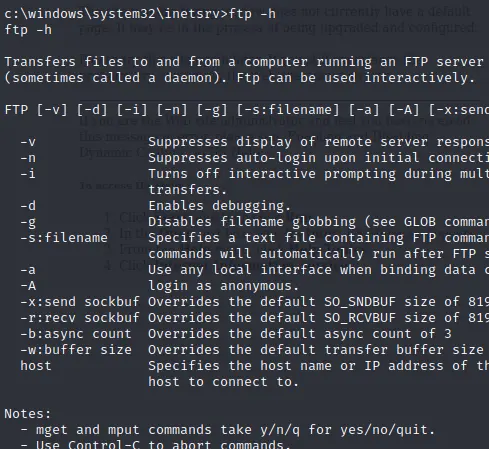 c:\windows\system32\inetsrv>ftp -h
ftp -h
Transfers files to and from a computer running an FTP server
(sometimes called a daemon). Ftp can be used interactively.
FTP [-v] [-d] [-i] [-n] [-g] [-s:filename] [-a] [-A] [-x:send
-v Suppresses display of remote server respons
-n Suppresses auto-login upon initial connecti
-i Turns off interactive prompting during mult
transfers.
-d Enables debugging.
-g Disables filename globbing (see GLOB comman
-s:filename Specifies a text file containing FTP comman
commands will automatically run after FTP s
-a Use any local interface when binding data c
-A login as anonymous.
-x:send sockbuf Overrides the default SO_SNDBUF size of 819
-r:recv sockbuf Overrides the default SO_RCVBUF size of 819
-b:async count Overrides the default async count of 3
-w:buffer size Overrides the default transfer buffer size
host Specifies the host name or IP address of th
host to connect to.
Notes:
- mget and mput commands take y/n/q for yes/no/quit.
- Use Control-C to abort commands.